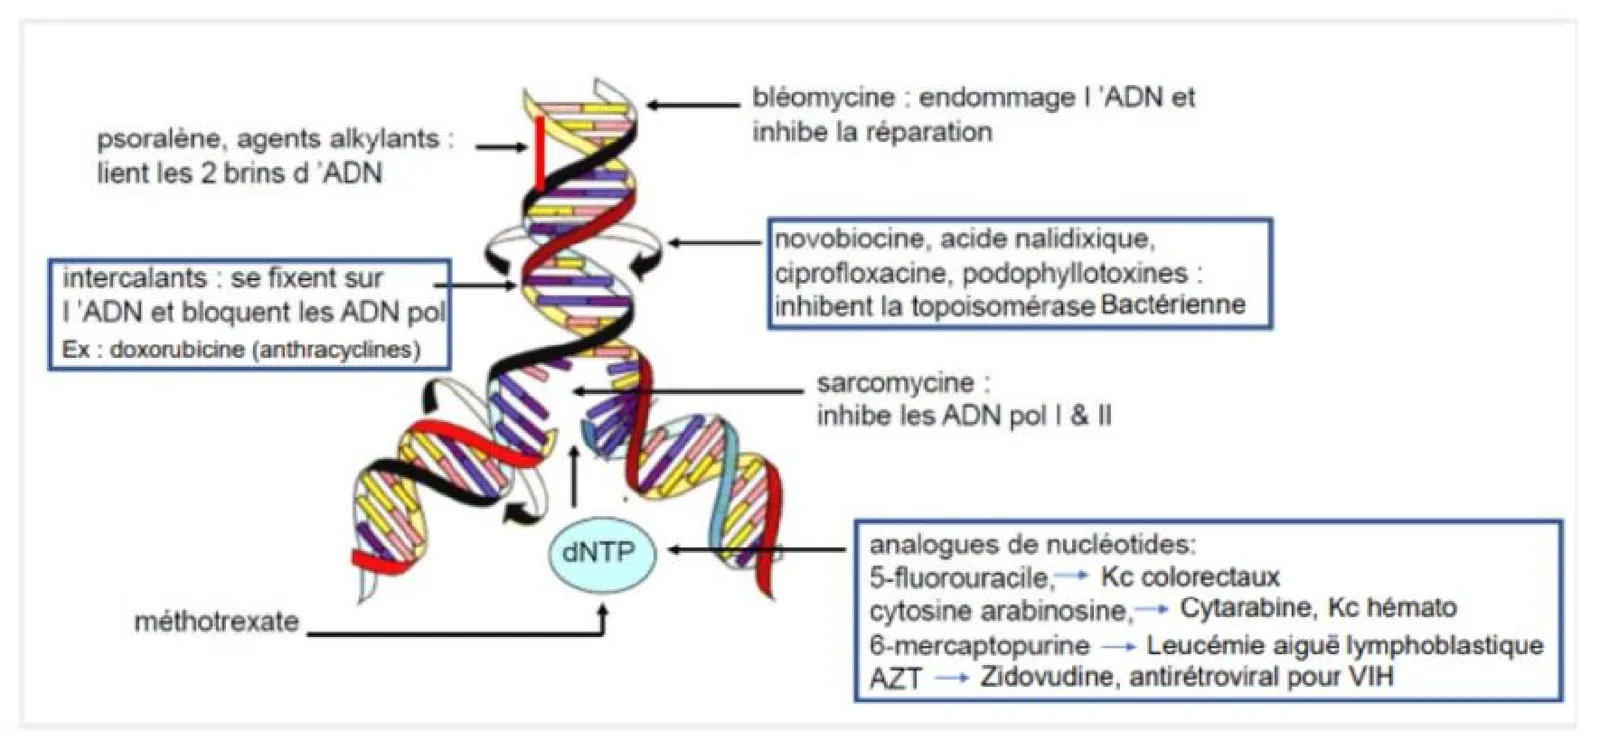 bléomycine : endommage l 'ADN et
inhibe la réparation
psoralène, agents alkylants :
lient les 2 brins d 'ADN
novobiocine, acide nalidixique,
ciprofloxacine, podophyllotoxines :
inhibent la topoisomérase Bactérienne
intercalants : se fixent sur
l 'ADN et bloquent les ADN pol
Ex : doxorubicine (anthracyclines)
sarcomycine :
inhibe les ADN pol I & II
dNTP
analogues de nucléotides:
5-fluorouracile, → Kc colorectaux
cytosine arabinosine, → Cytarabine, Kc hémato
6-mercaptopurine → Leucémie aiguë lymphoblastique
AZT → Zidovudine, antirétroviral pour VIH
méthotrexate